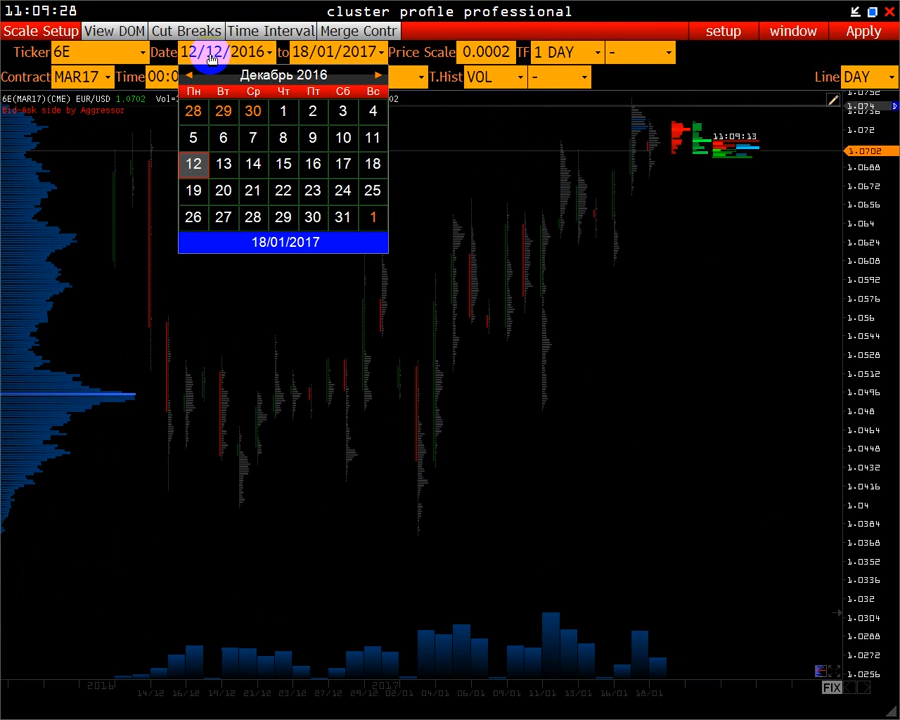 11:09:28 cluster profile professional
Scale Setup View DOM Cut Breaks Time Interval Merge Contr setup window Apply
Ticker 6E Date 12/12/2016 to 18/01/2017 Price Scale 0.0002 TF 1 DAY -
Contract MAR17 Time 00:0 T.Hist VOL - Line DAY
Декабрь 2016
Пн Вт Ср Чт Пт Сб Вс
28 29 30 1 2 3 4
5 6 7 8 9 10 11
12 13 14 15 16 17 18
19 20 21 22 23 24 25
26 27 28 29 30 31 1
18/01/2017
6E(MAR17)(CME) EUR/USD 1.0702 Vol=
02
Bid-Ask side by Aggressor
11:09:13
1.0752
1.074
1.0736
1.072
1.0702
1.0688
1.0672
1.0656
1.064
1.0624
1.0608
1.0592
1.0576
1.056
1.0544
1.0528
1.0512
1.0496
1.048
1.0464
1.0448
1.0432
1.0416
1.04
1.0384
1.0368
1.0352
1.0336
1.032
1.0304
1.0288
1.0272
1.0256
2016 2017
14/12 16/12 19/12 21/12 23/12 27/12 29/12 02/01 04/01 06/01 09/01 11/01 13/01 16/01 18/01
FIX